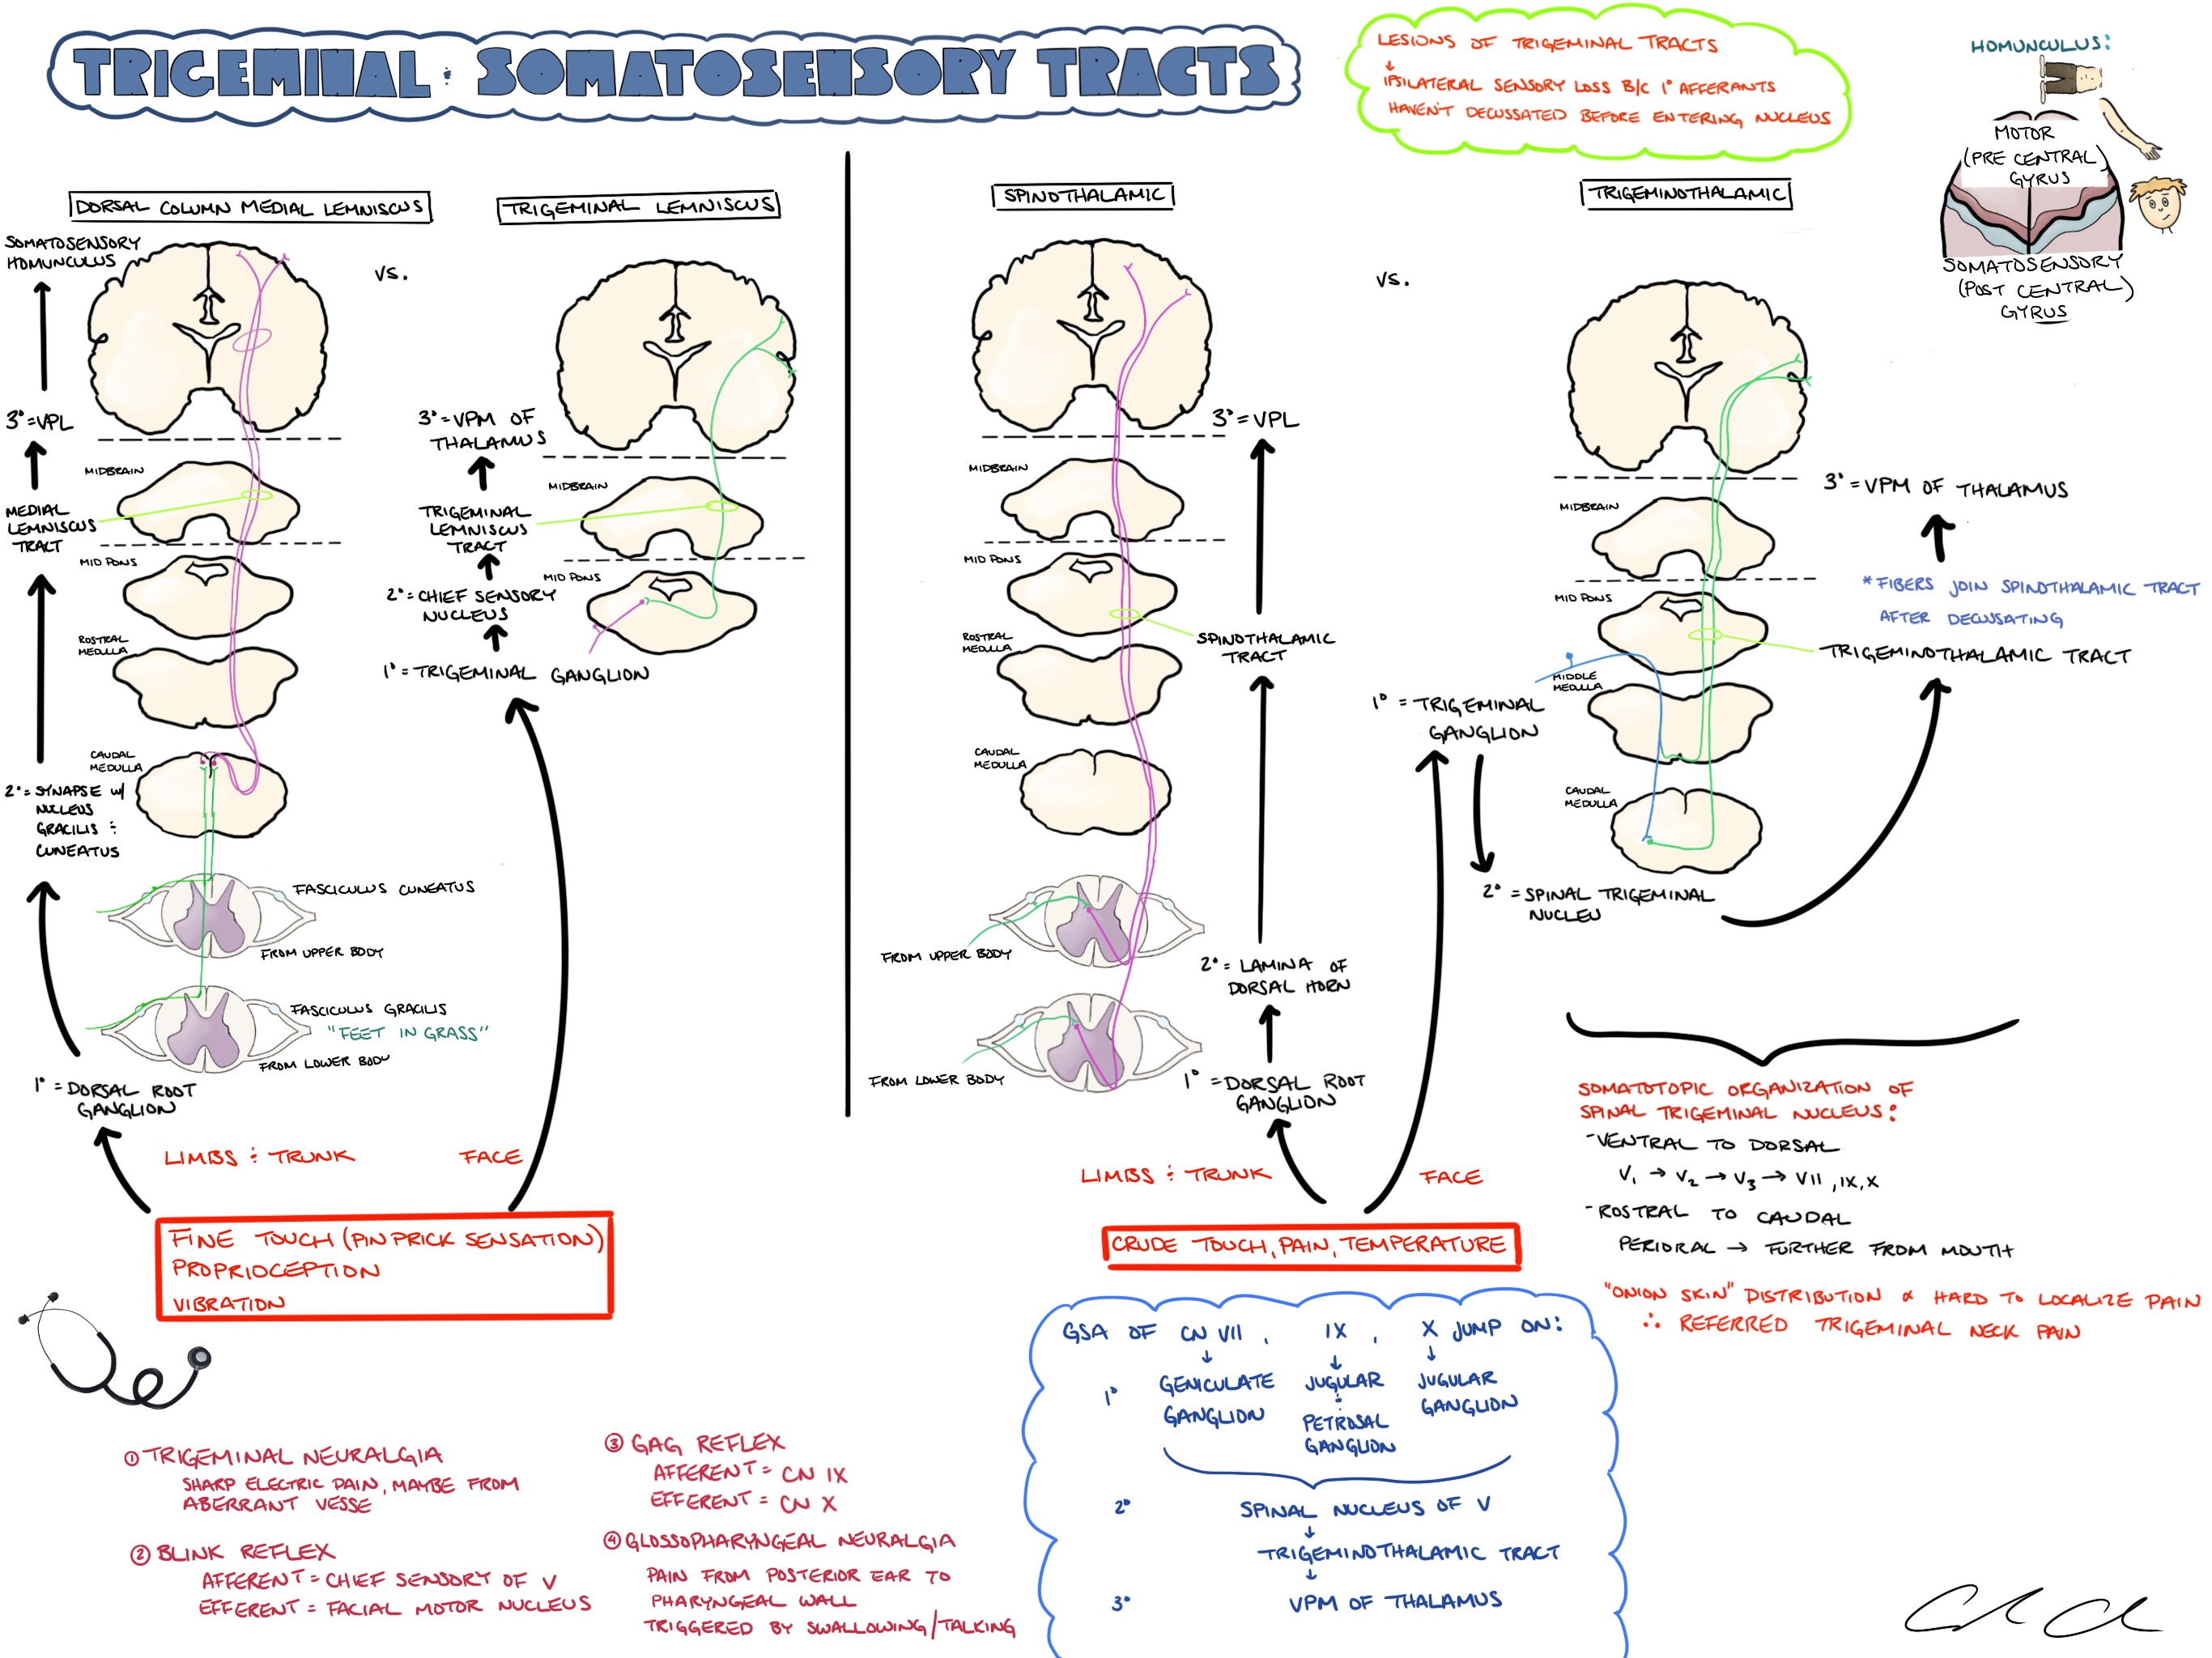 TRIGEMINAL : SOMATOSENSORY TRACTS
LESIONS OF TRIGEMINAL TRACTS
↓
IPSILATERAL SENSORY LOSS B/C 1° AFFERANTS
HAVEN'T DECUSSATED BEFORE ENTERING NUCLEUS
HOMUNCULUS:
MOTOR
(PRE CENTRAL)
GYRUS
SOMATOSENSORY
(POST CENTRAL)
GYRUS
DORSAL COLUMN MEDIAL LEMNISCUS
SOMATOSENSORY
HOMUNCULUS
3° = VPL
MIDBRAIN
MEDIAL
LEMNISCUS
TRACT
MID PONS
ROSTRAL
MEDULLA
CAUDAL
MEDULLA
2° = SYNAPSE W/
NUCLEUS
GRACILIS :
CUNEATUS
FASCICULUS CUNEATUS
FROM UPPER BODY
FASCICULUS GRACILIS
"FEET IN GRASS"
FROM LOWER BODY
1° = DORSAL ROOT
GANGLION
LIMBS : TRUNK
VS.
TRIGEMINAL LEMNISCUS
3° = VPM OF
THALAMUS
MIDBRAIN
TRIGEMINAL
LEMNISCUS
TRACT
MID PONS
2° = CHIEF SENSORY
NUCLEUS
1° = TRIGEMINAL GANGLION
FACE
FINE TOUCH (PIN PRICK SENSATION)
PROPRIOCEPTION
VIBRATION
SPINOTHALAMIC
3° = VPL
MIDBRAIN
MID PONS
ROSTRAL
MEDULLA
SPINOTHALAMIC
TRACT
CAUDAL
MEDULLA
FROM UPPER BODY
2° = LAMINA OF
DORSAL HORN
FROM LOWER BODY
1° = DORSAL ROOT
GANGLION
LIMBS : TRUNK
VS.
TRIGEMINOTHALAMIC
3° = VPM OF THALAMUS
MIDBRAIN
* FIBERS JOIN SPINOTHALAMIC TRACT
AFTER DECUSSATING
MID PONS
TRIGEMINOTHALAMIC TRACT
MIDDLE
MEDULLA
1° = TRIGEMINAL
GANGLION
CAUDAL
MEDULLA
2° = SPINAL TRIGEMINAL
NUCLEU
FACE
CRUDE TOUCH, PAIN, TEMPERATURE
SOMATOTOPIC ORGANIZATION OF
SPINAL TRIGEMINAL NUCLEUS:
- VENTRAL TO DORSAL
V₁ → V₂ → V₃ → VII, IX, X
- ROSTRAL TO CAUDAL
PERIORAL → FURTHER FROM MOUTH
"ONION SKIN" DISTRIBUTION ∝ HARD TO LOCALIZE PAIN
∴ REFERRED TRIGEMINAL NECK PAIN
GSA OF CN VII, IX, X JUMP ON:
↓ ↓ ↓
1° GENICULATE JUGULAR JUGULAR
GANGLION : GANGLION
PETROSAL
GANGLION
2° SPINAL NUCLEUS OF V
↓
TRIGEMINOTHALAMIC TRACT
↓
3° VPM OF THALAMUS
① TRIGEMINAL NEURALGIA
SHARP ELECTRIC PAIN, MAYBE FROM
ABERRANT VESSE
② BLINK REFLEX
AFFERENT = CHIEF SENSORY OF V
EFFERENT = FACIAL MOTOR NUCLEUS
③ GAG REFLEX
AFFERENT = CN IX
EFFERENT = CN X
④ GLOSSOPHARYNGEAL NEURALGIA
PAIN FROM POSTERIOR EAR TO
PHARYNGEAL WALL
TRIGGERED BY SWALLOWING/TALKING